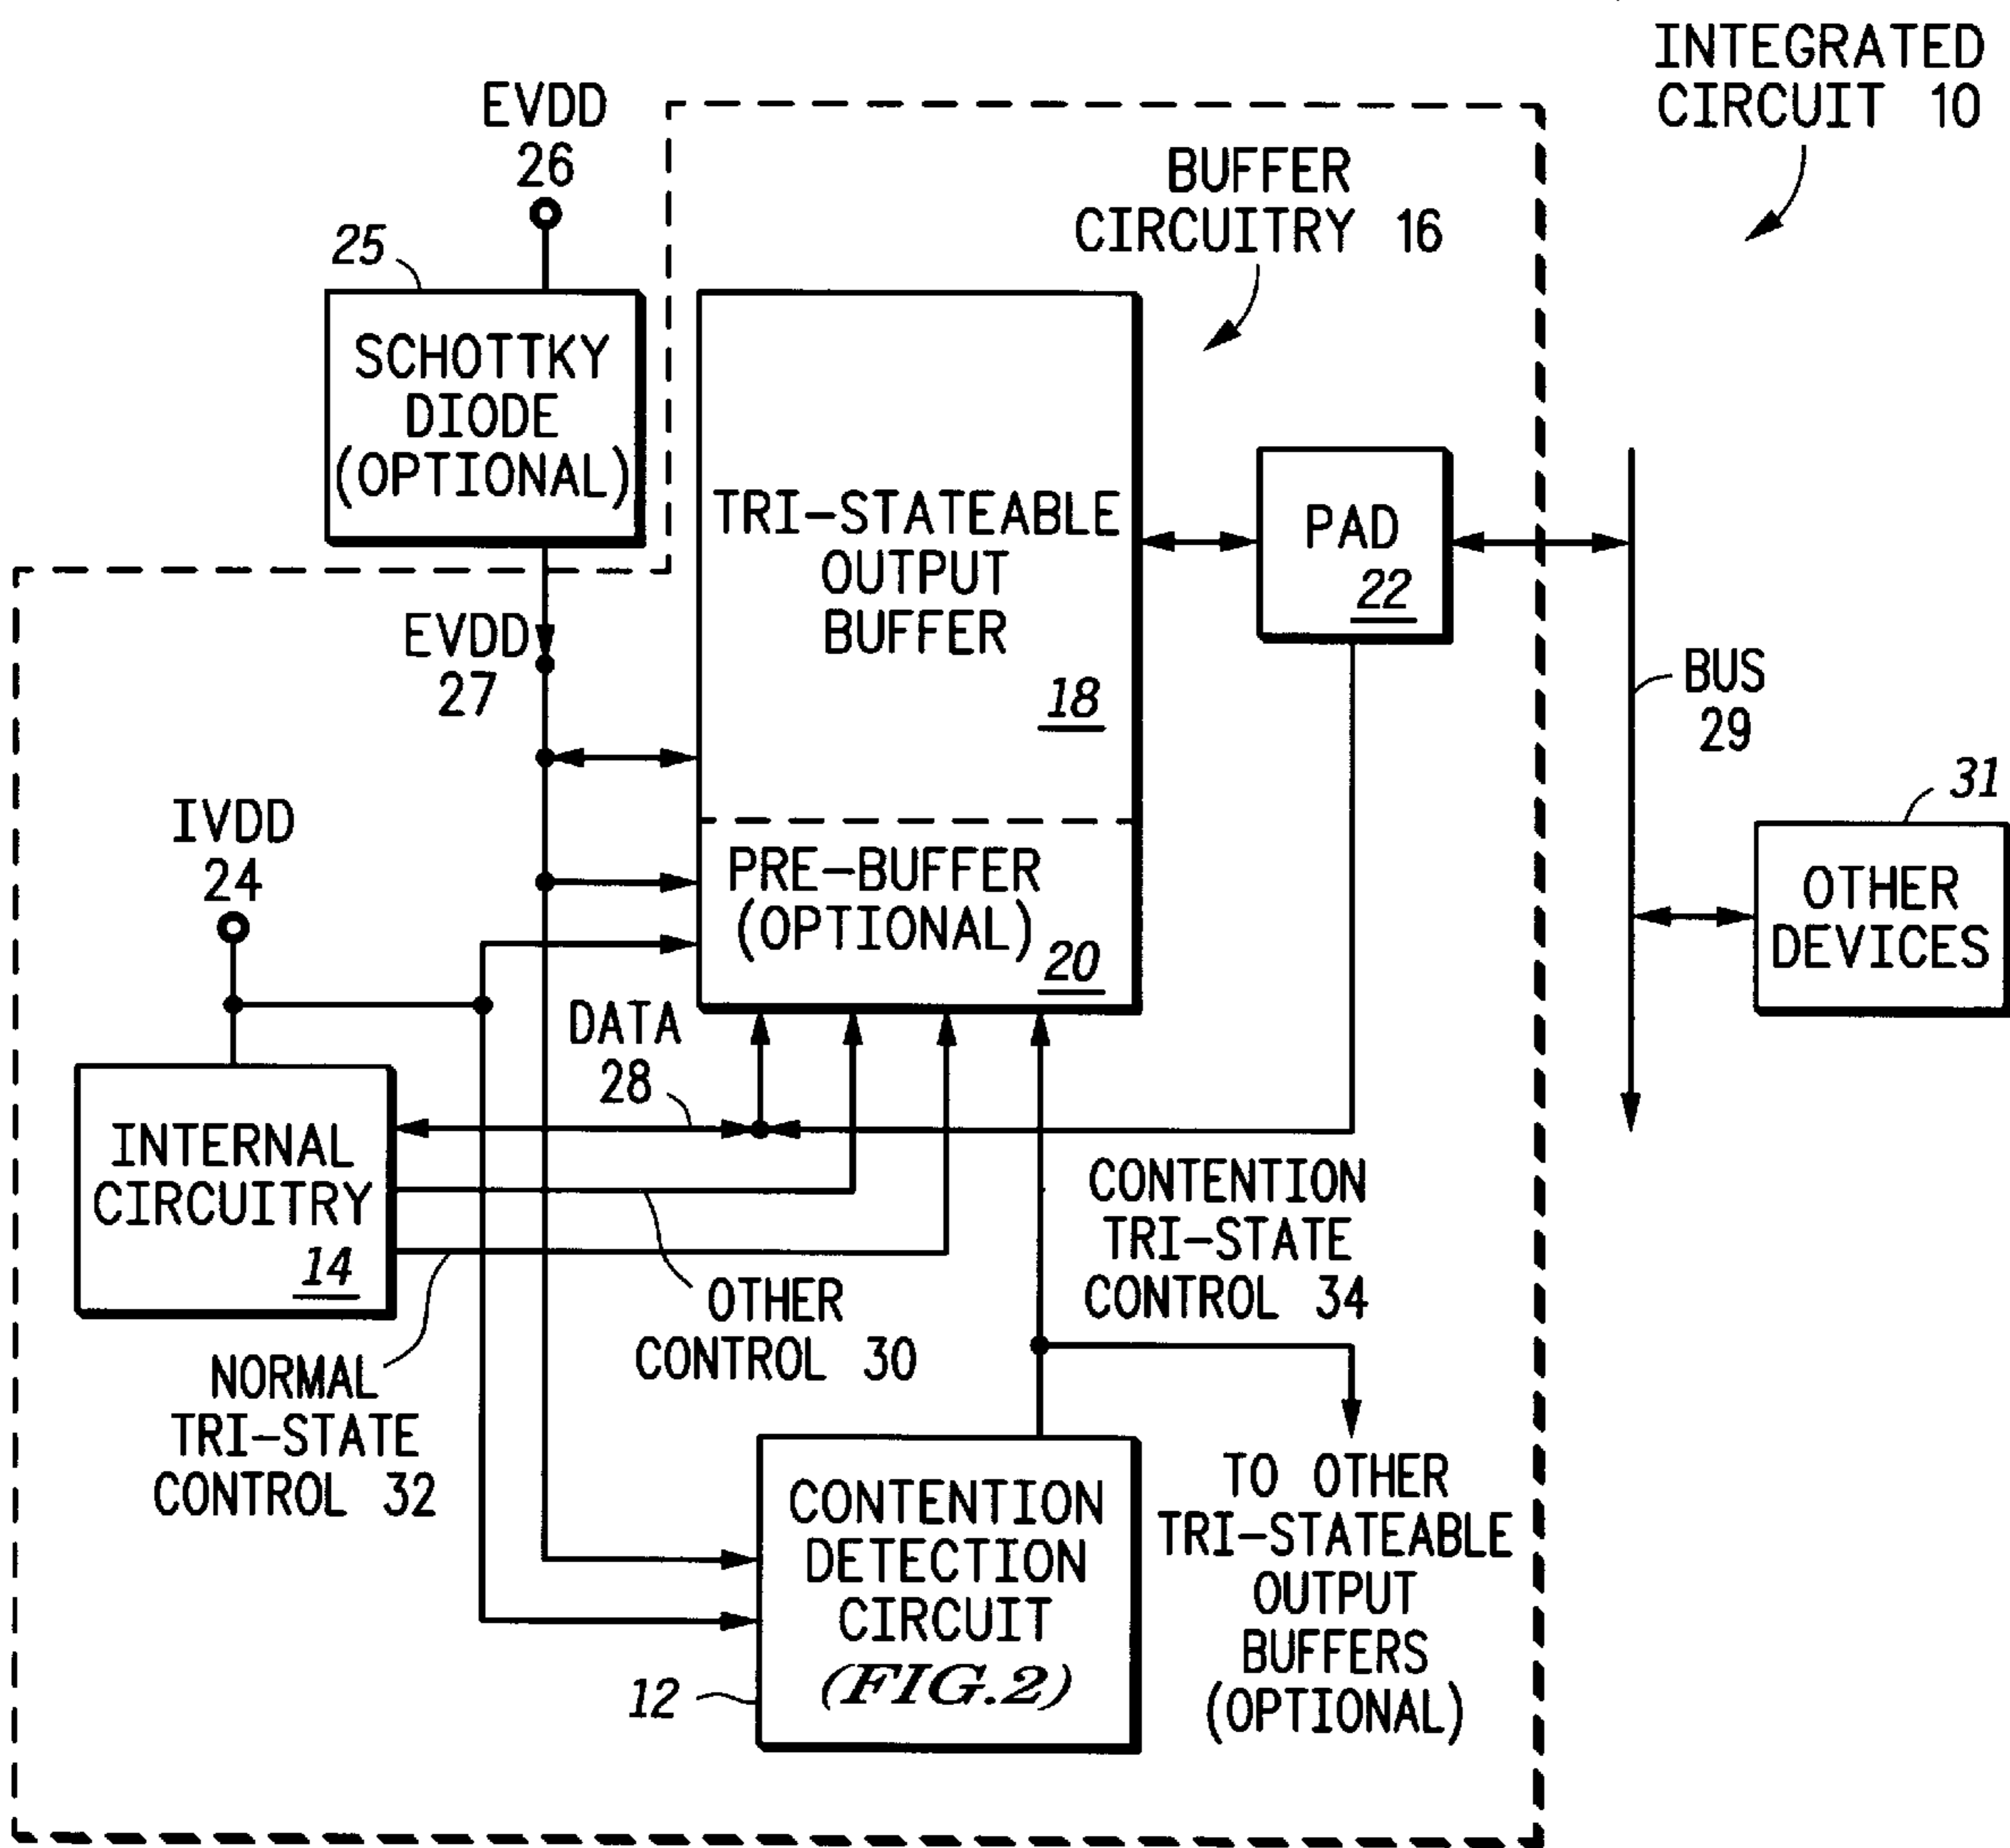 INTEGRATED
CIRCUIT 10
EVDD
26
BUFFER
CIRCUITRY 16
25
SCHOTTKY
DIODE
(OPTIONAL)
TRI-STATEABLE
OUTPUT
BUFFER
18
PAD
22
EVDD
27
BUS
29
31
OTHER
DEVICES
IVDD
24
PRE-BUFFER
(OPTIONAL)
20
DATA
28
INTERNAL
CIRCUITRY
14
CONTENTION
TRI-STATE
CONTROL 34
OTHER
CONTROL 30
NORMAL
TRI-STATE
CONTROL 32
CONTENTION
DETECTION
CIRCUIT
(FIG.2)
12
TO OTHER
TRI-STATEABLE
OUTPUT
BUFFERS
(OPTIONAL)